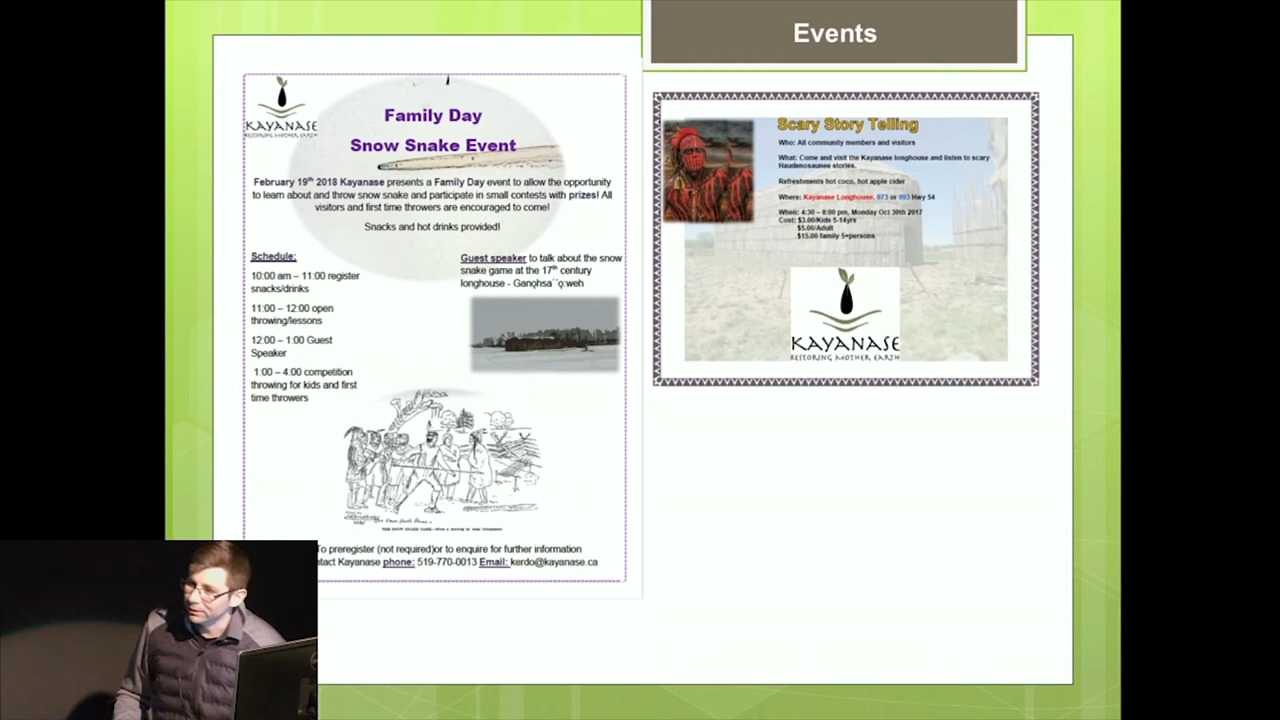 Events
KAYANASE
RESTORING MOTHER EARTH
Family Day
Snow Snake Event
February 19th 2018 Kayanase presents a Family Day event to allow the opportunity
to learn about and throw snow snake and participate in small contests with prizes! All
visitors and first time throwers are encouraged to come!
Snacks and hot drinks provided!
Schedule:
10:00 am – 11:00 register
snacks/drinks
11:00 – 12:00 open
throwing/lessons
12:00 – 1:00 Guest
Speaker
1:00 – 4:00 competition
throwing for kids and first
time throwers
Guest speaker to talk about the snow
snake game at the 17th century
longhouse - Ganǫhsa´´ǫ weh
To preregister (not required)or to enquire for further information
ntact Kayanase phone: 519-770-0013 Email: kerdo@kayanase.ca
Scary Story Telling
Who: All community members and visitors
What: Come and visit the Kayanase longhouse and listen to scary
Haudenosaunee stories.
Refreshments hot coco, hot apple cider
Where: Kayanase Longhouse, 973 or 993 Hwy 54
When: 4:30 – 8:00 pm, Monday Oct 30th 2017
Cost: $3.00/Kids 5-14yrs
$5.00/Adult
$15.00 family 5+persons
KAYANASE
RESTORING MOTHER EARTH